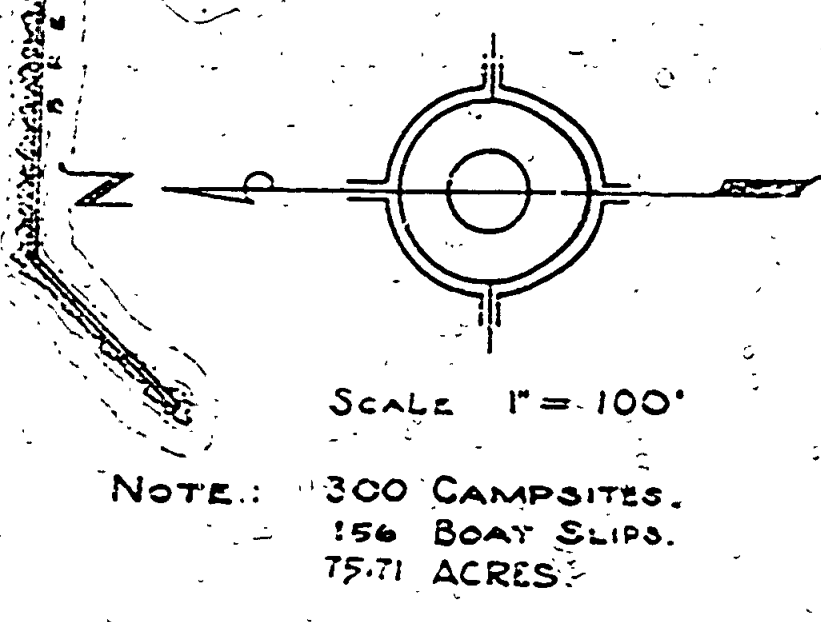 N
SCALE 1" = 100'
NOTE: 300 CAMPSITES.
156 BOAT SLIPS.
75.71 ACRES.